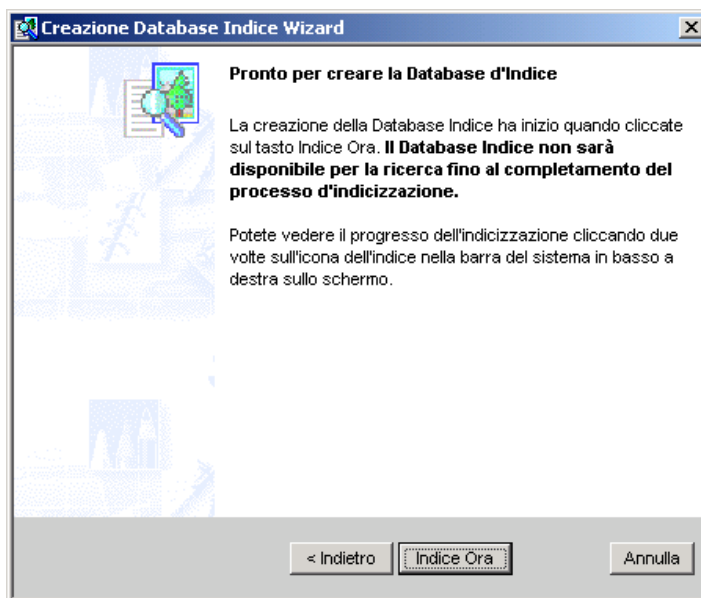 Creazione Database Indice Wizard
Pronto per creare la Database d'Indice
La creazione della Database Indice ha inizio quando cliccate
sul tasto Indice Ora. Il Database Indice non sarà
disponibile per la ricerca fino al completamento del
processo d'indicizzazione.
Potete vedere il progresso dell'indicizzazione cliccando due
volte sull'icona dell'indice nella barra del sistema in basso a
destra sullo schermo.
< Indietro Indice Ora Annulla